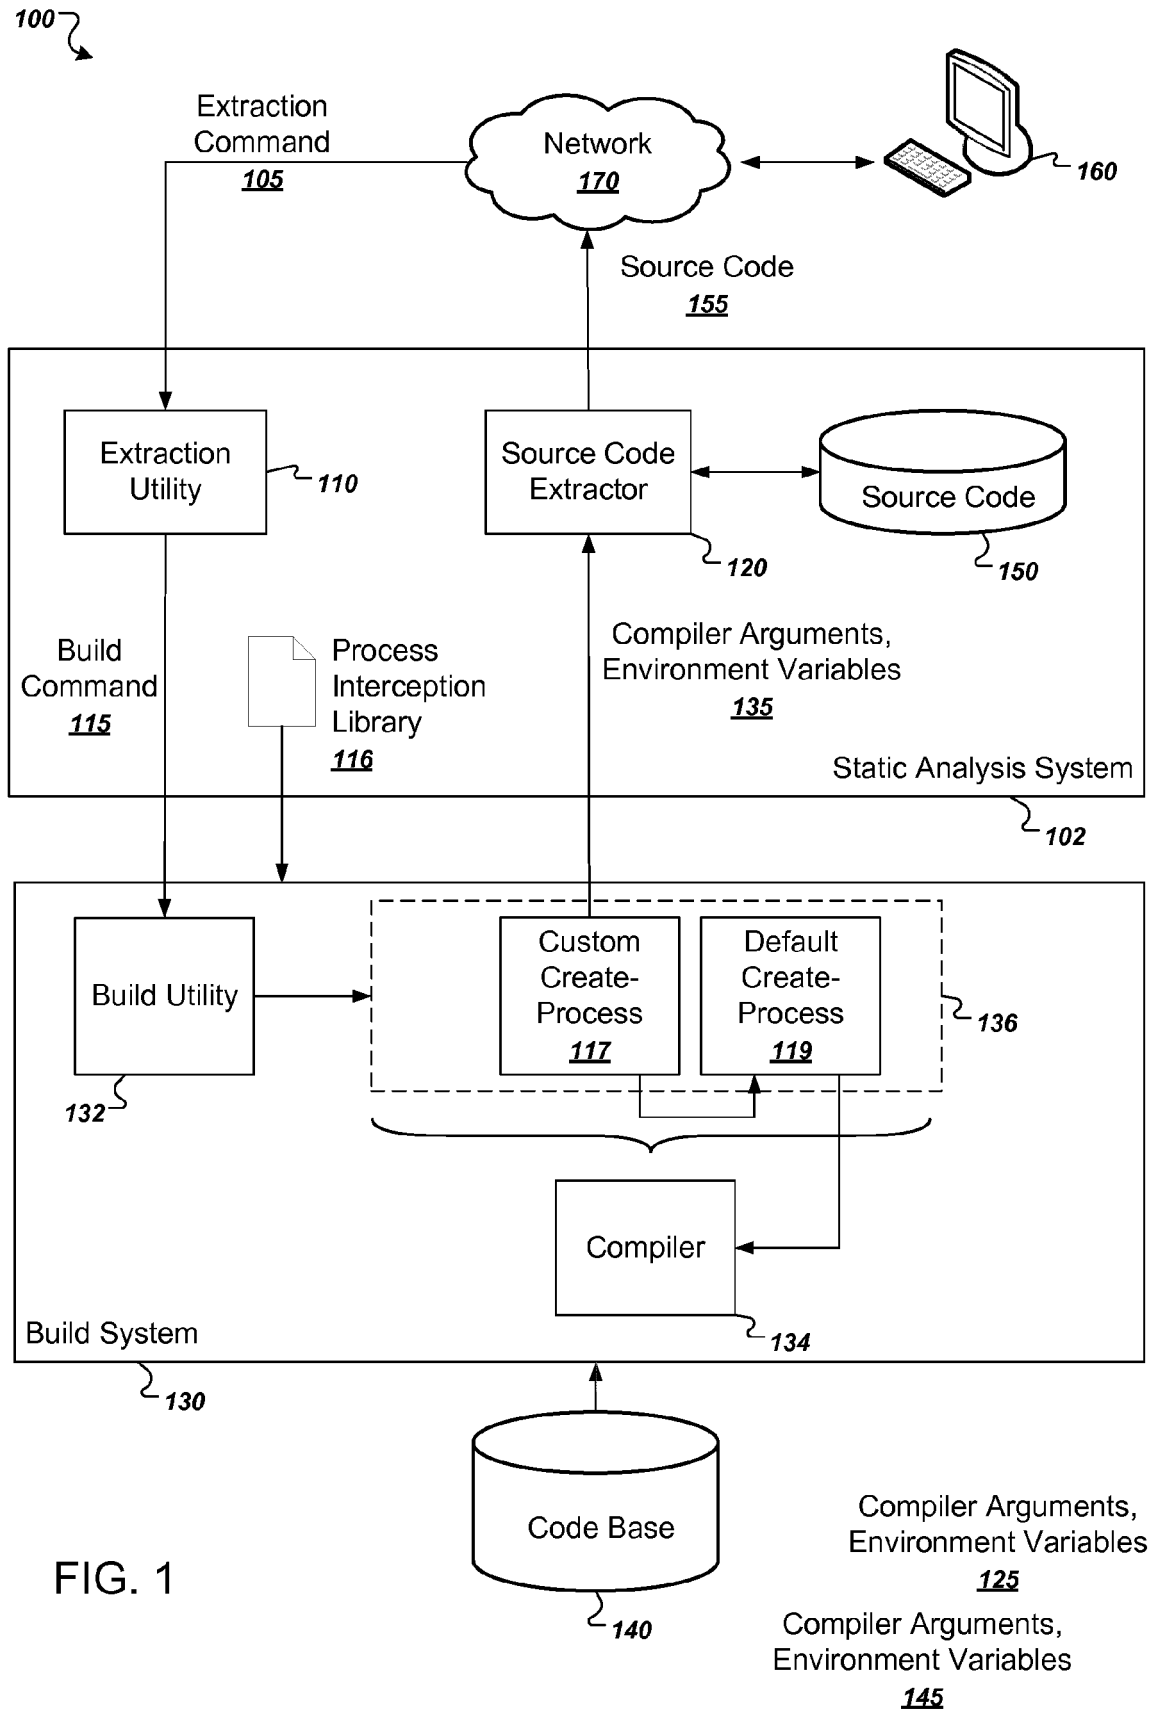 100
Extraction
Command
105
Network
170
160
Source Code
155
Extraction
Utility
110
Source Code
Extractor
120
Source Code
150
Build
Command
115
Process
Interception
Library
116
Compiler Arguments,
Environment Variables
135
Static Analysis System
102
Build Utility
132
Custom
Create-
Process
117
Default
Create-
Process
119
136
Compiler
134
Build System
130
Code Base
140
FIG. 1
Compiler Arguments,
Environment Variables
125
Compiler Arguments,
Environment Variables
145